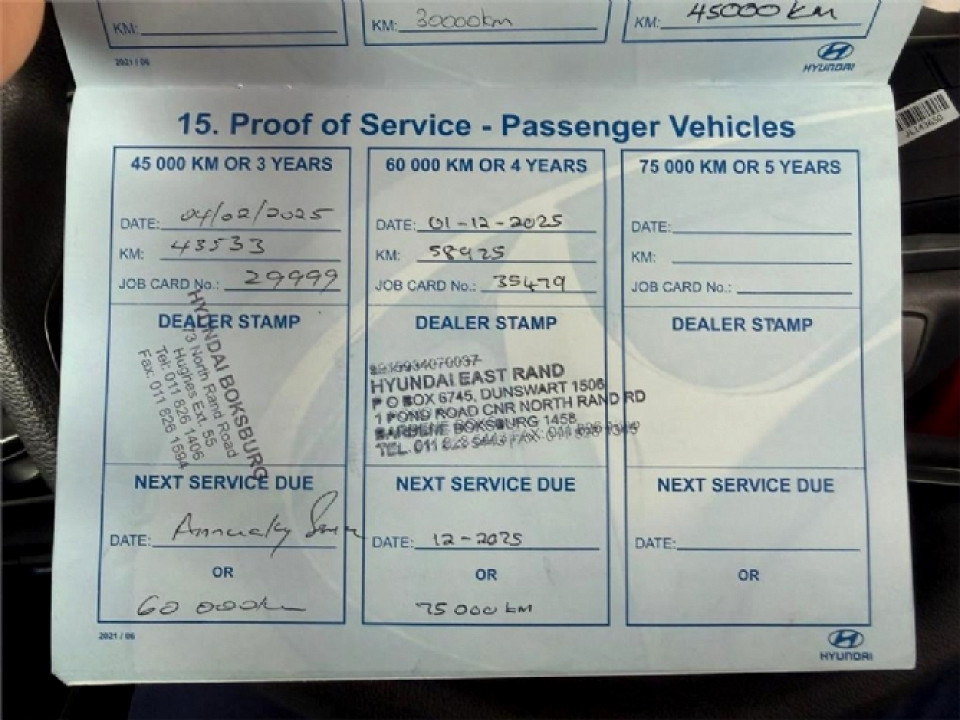 KM:
30000km
KM: 45000 km
2021 / 06
HYUNDAI
15. Proof of Service - Passenger Vehicles
45 000 KM OR 3 YEARS
DATE: 04/02/2025
KM: 43533
JOB CARD No.: 29999
DEALER STAMP
HYUNDAI BOKSBURG
73 North Rand Road
Hughes Ext. 55
Tel: 011 826 1406
Fax: 011 826 1594
NEXT SERVICE DUE
DATE: Annualy
OR
60 000km
60 000 KM OR 4 YEARS
DATE: 01-12-2025
KM: 58925
JOB CARD No.: 35479
DEALER STAMP
HYUNDAI EAST RAND
P O BOX 6745, DUNSWART 1506
1 POND ROAD CNR NORTH RAND RD
BOKSBURG 1458
TEL. 011
NEXT SERVICE DUE
DATE: 12-2025
OR
75 000 KM
75 000 KM OR 5 YEARS
DATE:
KM:
JOB CARD No.:
DEALER STAMP
NEXT SERVICE DUE
DATE:
OR
2021 / 06
HYUNDAI